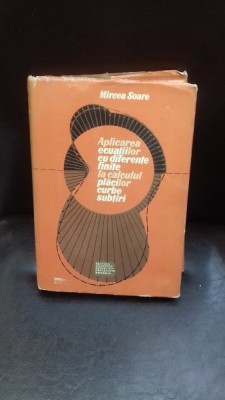 Mircea Soare
Aplicarea
ecuațiilor
cu diferențe
finite
la calculul
plăcilor
curbe
subțiri